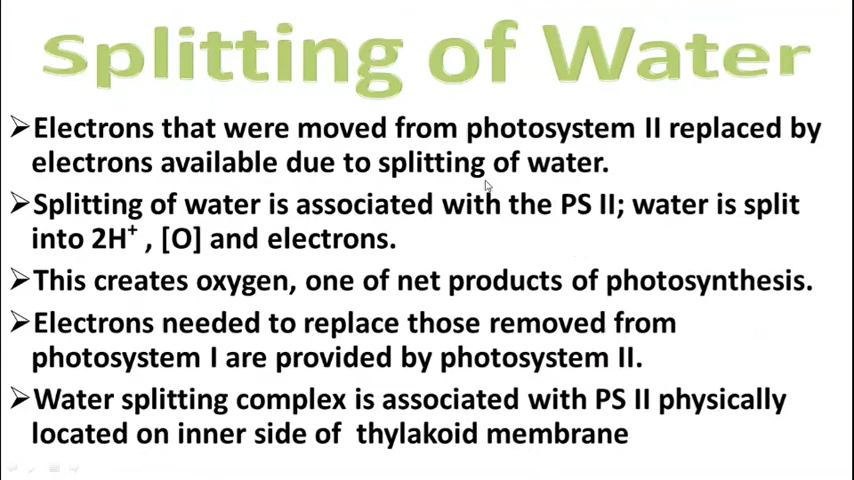 Splitting of Water
➢Electrons that were moved from photosystem II replaced by
electrons available due to splitting of water.
➢Splitting of water is associated with the PS II; water is split
into 2H⁺ , [O] and electrons.
➢This creates oxygen, one of net products of photosynthesis.
➢Electrons needed to replace those removed from
photosystem I are provided by photosystem II.
➢Water splitting complex is associated with PS II physically
located on inner side of thylakoid membrane